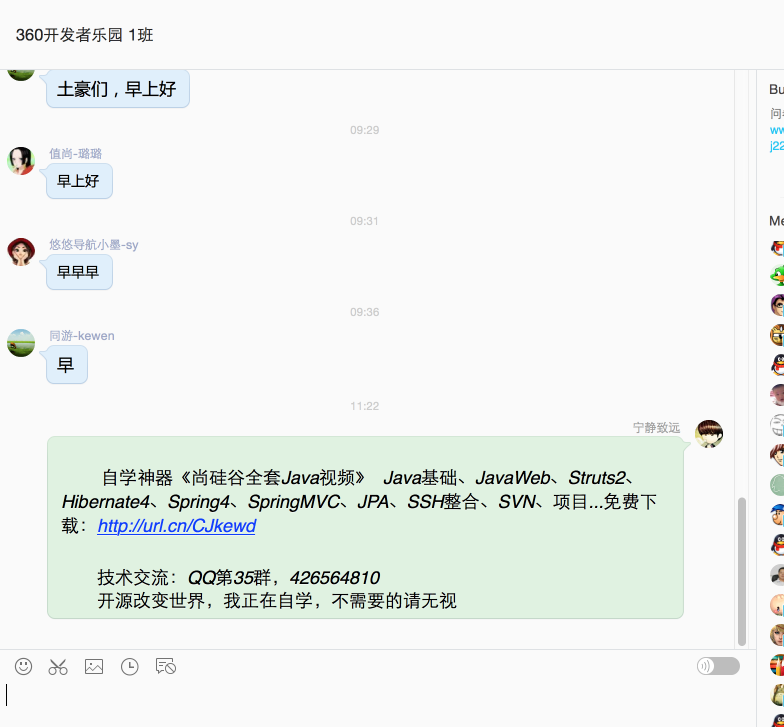 360开发者乐园 1班
土豪们，早上好
09:29
值尚-璐璐
早上好
09:31
悠悠导航小墨-sy
早早早
09:36
同游-kewen
早
11:22
宁静致远
自学神器《尚硅谷全套Java视频》 Java基础、JavaWeb、Struts2、
Hibernate4、Spring4、SpringMVC、JPA、SSH整合、SVN、项目...免费下
载：http://url.cn/CJkewd
技术交流：QQ第35群，426564810
开源改变世界，我正在自学，不需要的请无视
Bu
ww
j22
Me